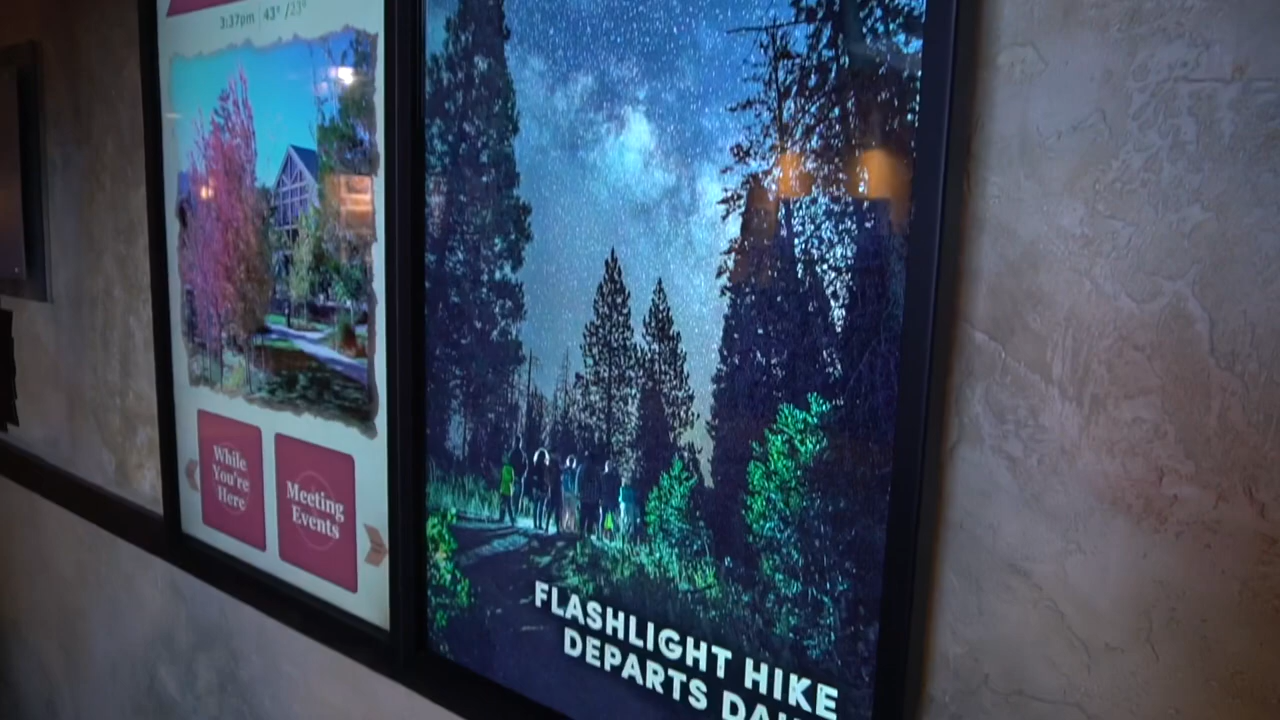 3:37pm 43° /23°
While
You're
Here
Meeting
Events
FLASHLIGHT HIKE
DEPARTS